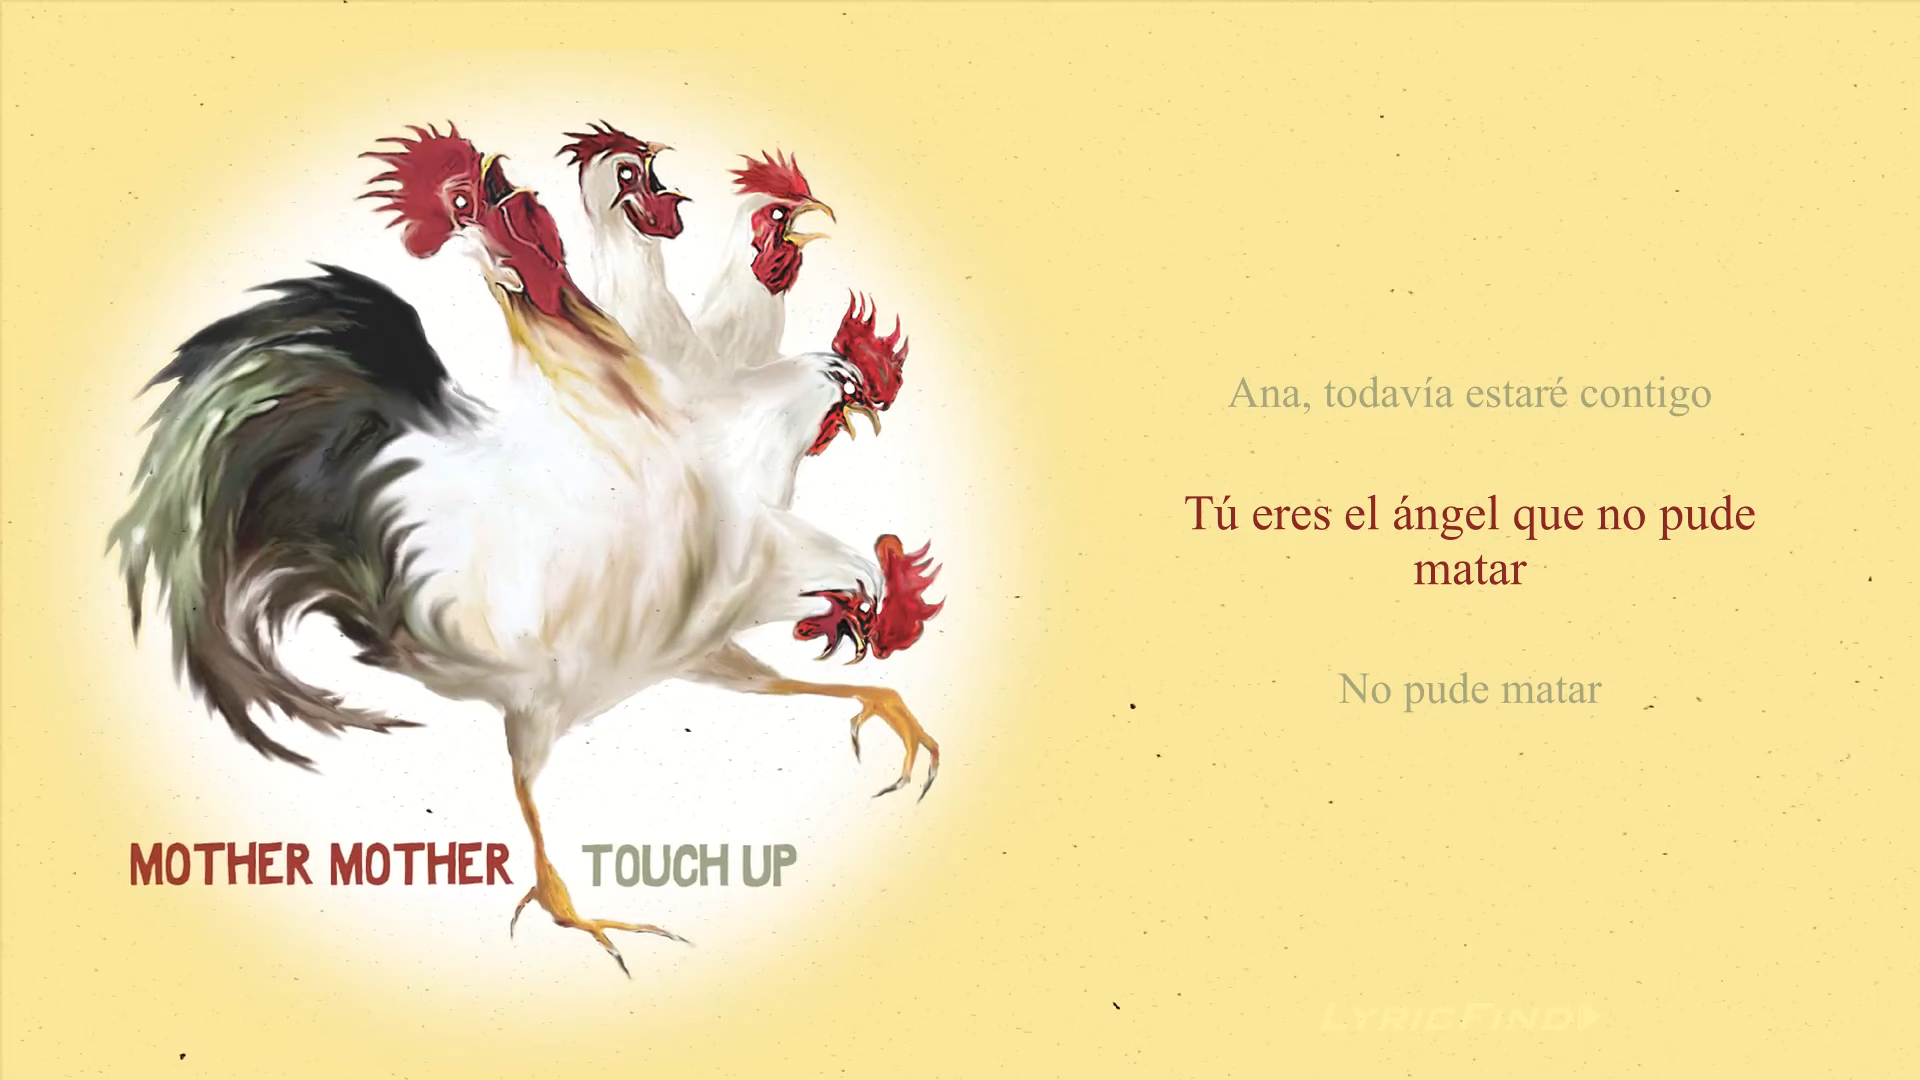 Ana, todavía estaré contigo
Tú eres el ángel que no pude
matar
No pude matar
MOTHER MOTHER TOUCH UP
LYRICFIND